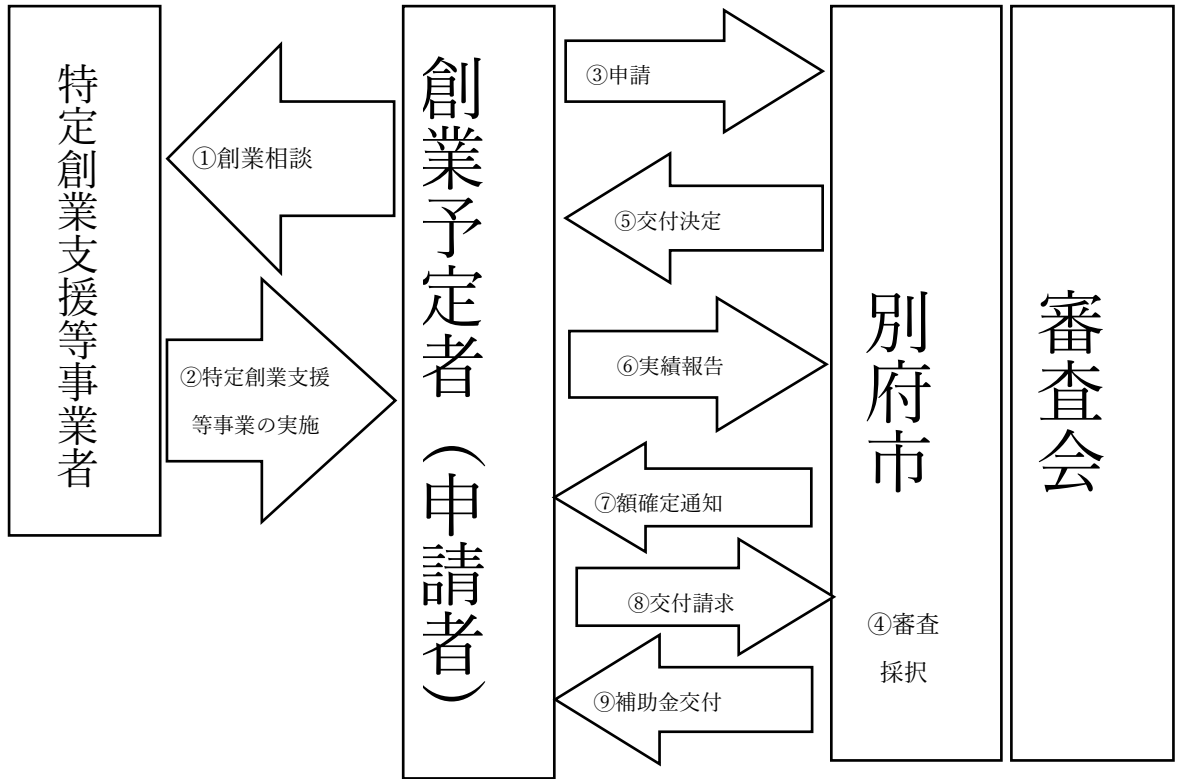 特定創業支援等事業者
①創業相談
②特定創業支援
等事業の実施
創業予定者（申請者）
③申請
⑤交付決定
⑥実績報告
⑦額確定通知
⑧交付請求
⑨補助金交付
別府市
④審査
採択
審査会